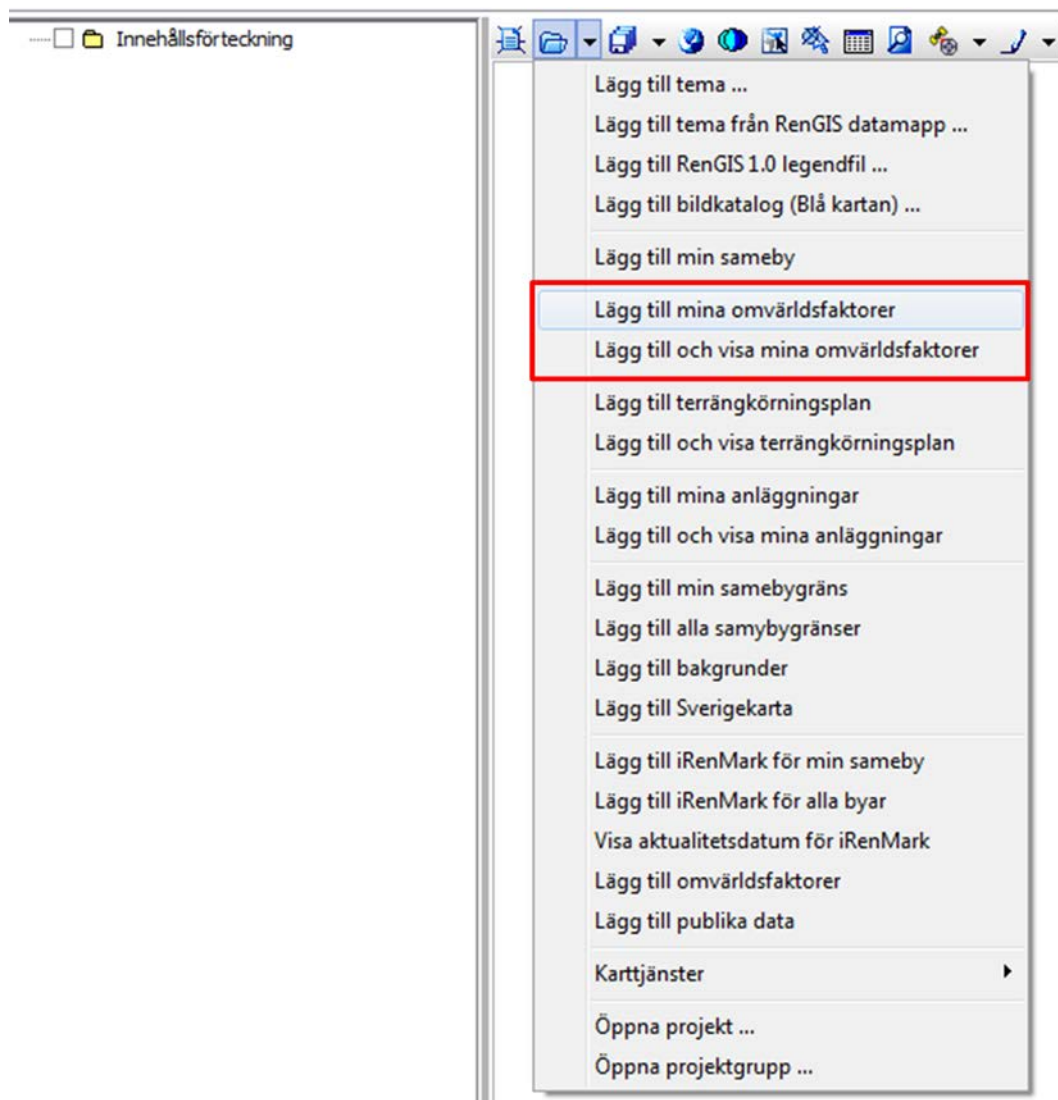 Innehållsförteckning
Lägg till tema ...
Lägg till tema från RenGIS datamapp ...
Lägg till RenGIS 1.0 legendfil ...
Lägg till bildkatalog (Blå kartan) ...
Lägg till min sameby
Lägg till mina omvärldsfaktorer
Lägg till och visa mina omvärldsfaktorer
Lägg till terrängkörningsplan
Lägg till och visa terrängkörningsplan
Lägg till mina anläggningar
Lägg till och visa mina anläggningar
Lägg till min samebygräns
Lägg till alla samybygränser
Lägg till bakgrunder
Lägg till Sverigekarta
Lägg till iRenMark för min sameby
Lägg till iRenMark för alla byar
Visa aktualitetsdatum för iRenMark
Lägg till omvärldsfaktorer
Lägg till publika data
Karttjänster
Öppna projekt ...
Öppna projektgrupp ...